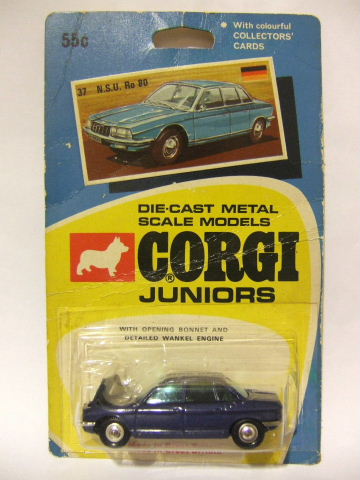 55c
• With colourful
COLLECTORS'
CARDS
37 N.S.U. Ro 80
DIE-CAST METAL
SCALE MODELS
CORGI
®
JUNIORS
WITH OPENING BONNET AND
DETAILED WANKEL ENGINE